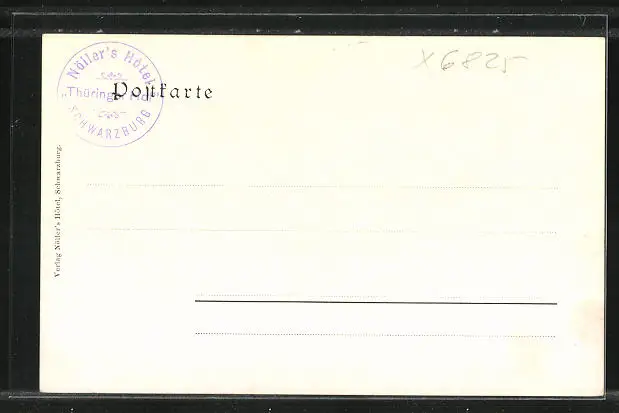 Nöller's Hôtel
„Thüringer Hof"
SCHWARZBURG
Postkarte
X6825
Verlag Nöller's Hôtel, Schwarzburg.